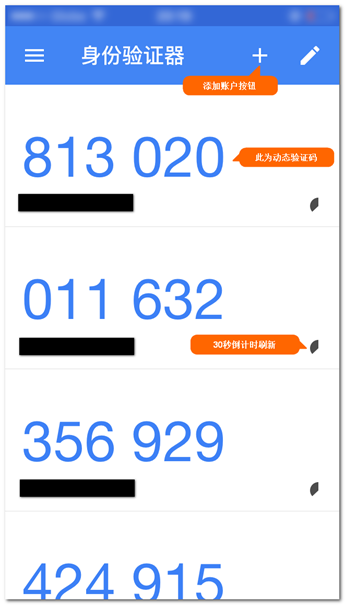 身份验证器
添加账户按钮
813 020
此为动态验证码
011 632
30秒倒计时刷新
356 929
424 915